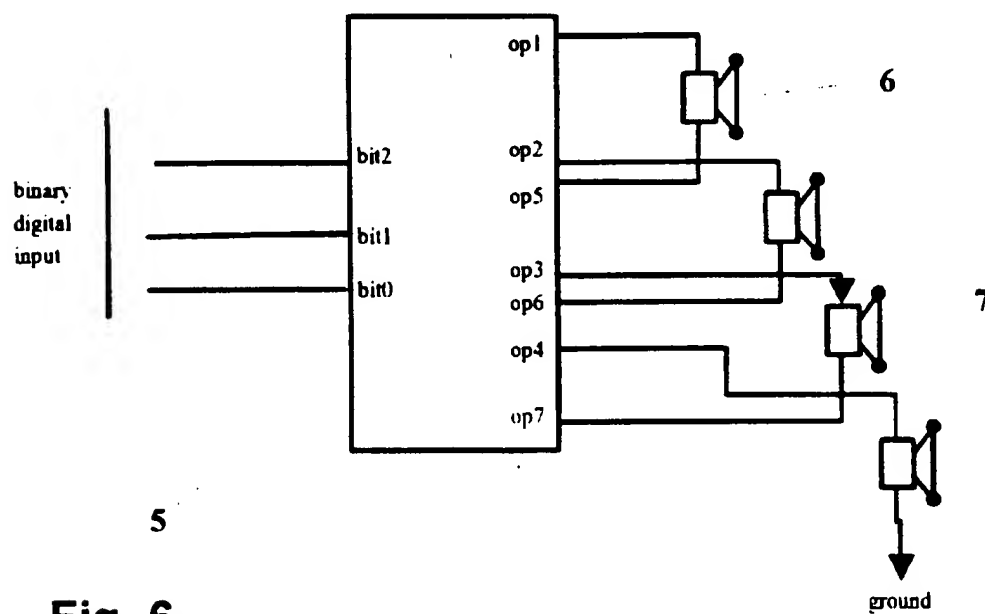 op1
6
bit2
op2
binary
digital
input
op5
bit1
op3
bit0
op6
7
op4
op7
5
ground
Fig. 6